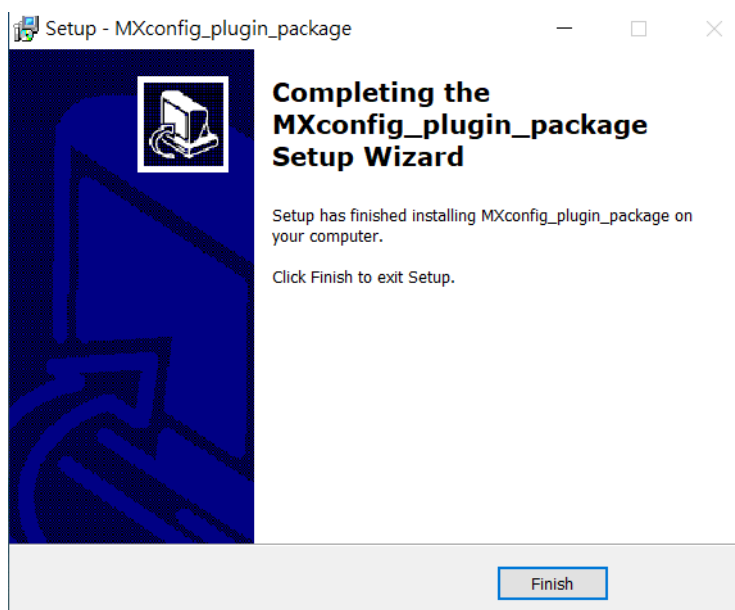 Setup - MXconfig_plugin_package
Completing the
MXconfig_plugin_package
Setup Wizard
Setup has finished installing MXconfig_plugin_package on
your computer.
Click Finish to exit Setup.
Finish